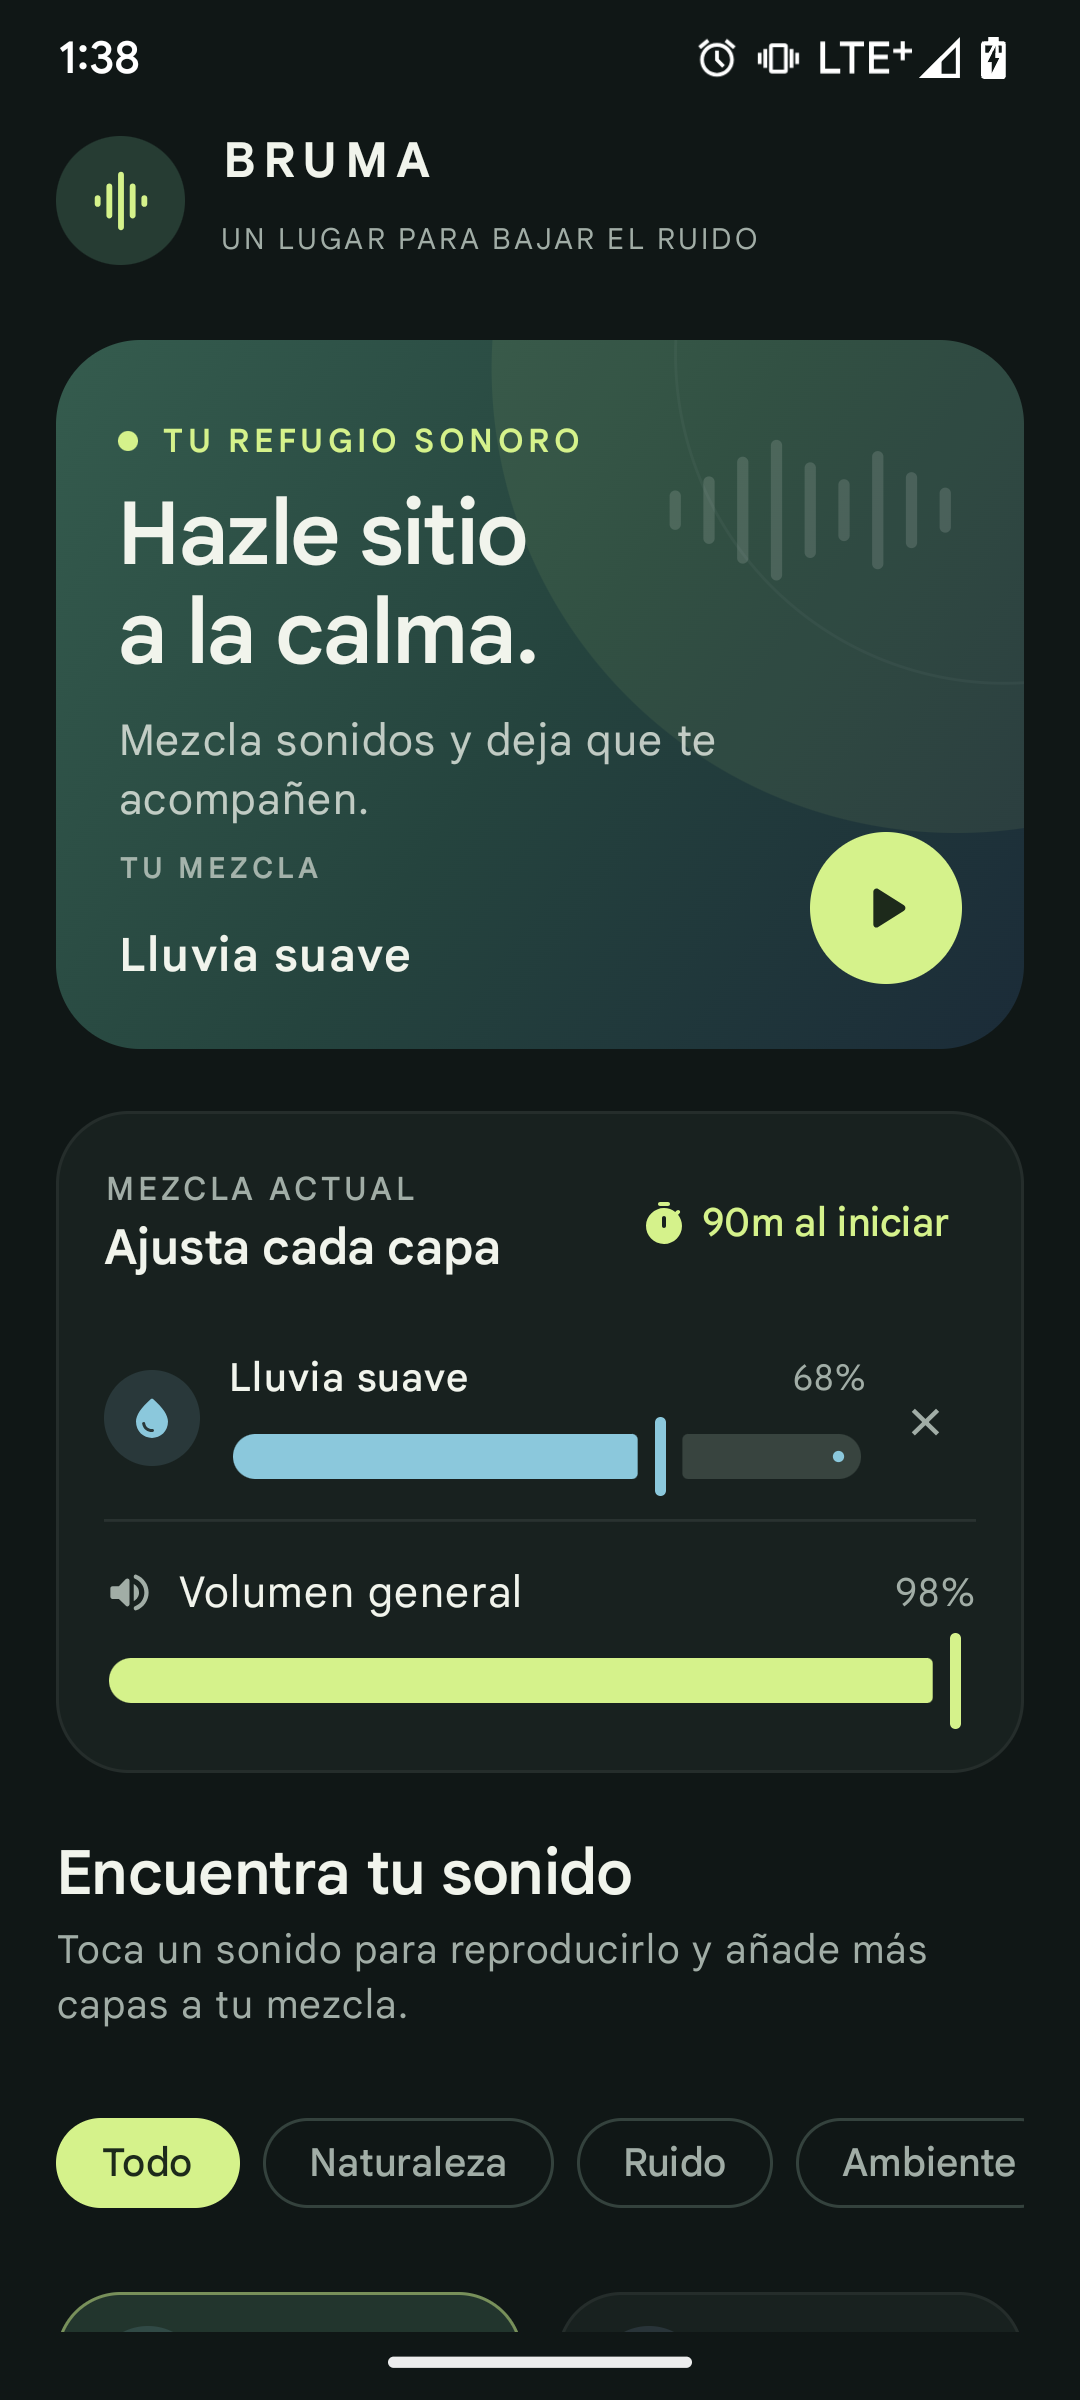 1:38
LTE+
BRUMA
UN LUGAR PARA BAJAR EL RUIDO
TU REFUGIO SONORO
Hazle sitio
a la calma.
Mezcla sonidos y deja que te
acompañen.
TU MEZCLA
Lluvia suave
MEZCLA ACTUAL
Ajusta cada capa
90m al iniciar
Lluvia suave
68%
Volumen general
98%
Encuentra tu sonido
Toca un sonido para reproducirlo y añade más
capas a tu mezcla.
Todo
Naturaleza
Ruido
Ambiente